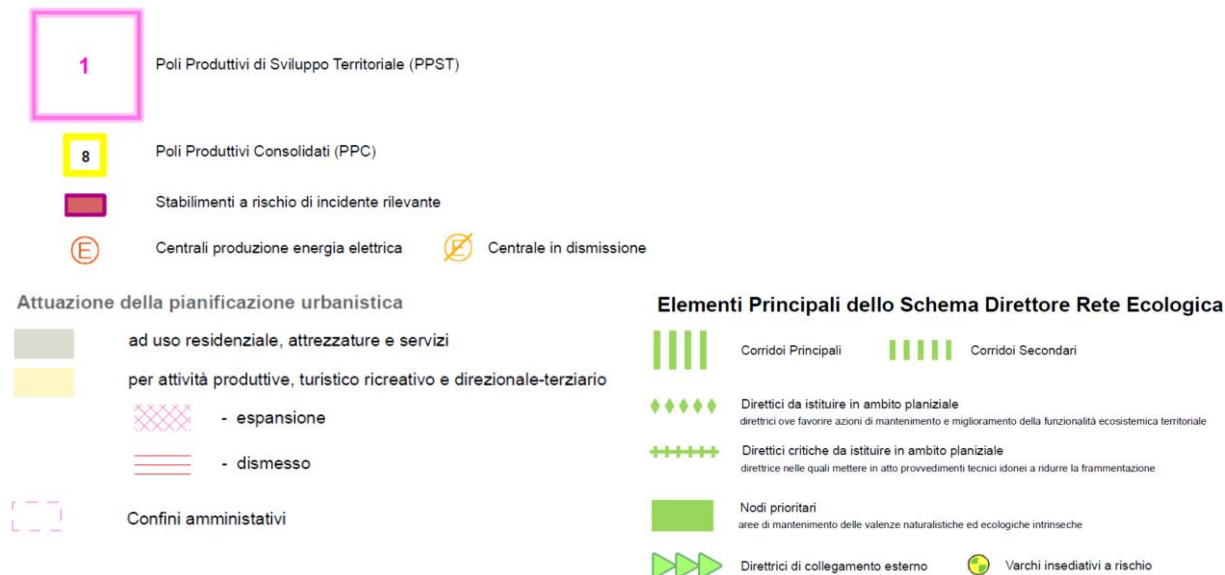 1
Poli Produttivi di Sviluppo Territoriale (PPST)
8
Poli Produttivi Consolidati (PPC)
Stabilimenti a rischio di incidente rilevante
E
Centrali produzione energia elettrica
E
Centrale in dismissione
Attuazione della pianificazione urbanistica
ad uso residenziale, attrezzature e servizi
per attività produttive, turistico ricreativo e direzionale-terziario
- espansione
- dismesso
Confini amministativi
Elementi Principali dello Schema Direttore Rete Ecologica
Corridoi Principali
Corridoi Secondari
Direttici da istituire in ambito planiziale
direttrici ove favorire azioni di mantenimento e miglioramento della funzionalità ecosistemica territoriale
Direttici critiche da istituire in ambito planiziale
direttrice nelle quali mettere in atto provvedimenti tecnici idonei a ridurre la frammentazione
Nodi prioritari
aree di mantenimento delle valenze naturalistiche ed ecologiche intrinseche
Direttrici di collegamento esterno
Varchi insediativi a rischio